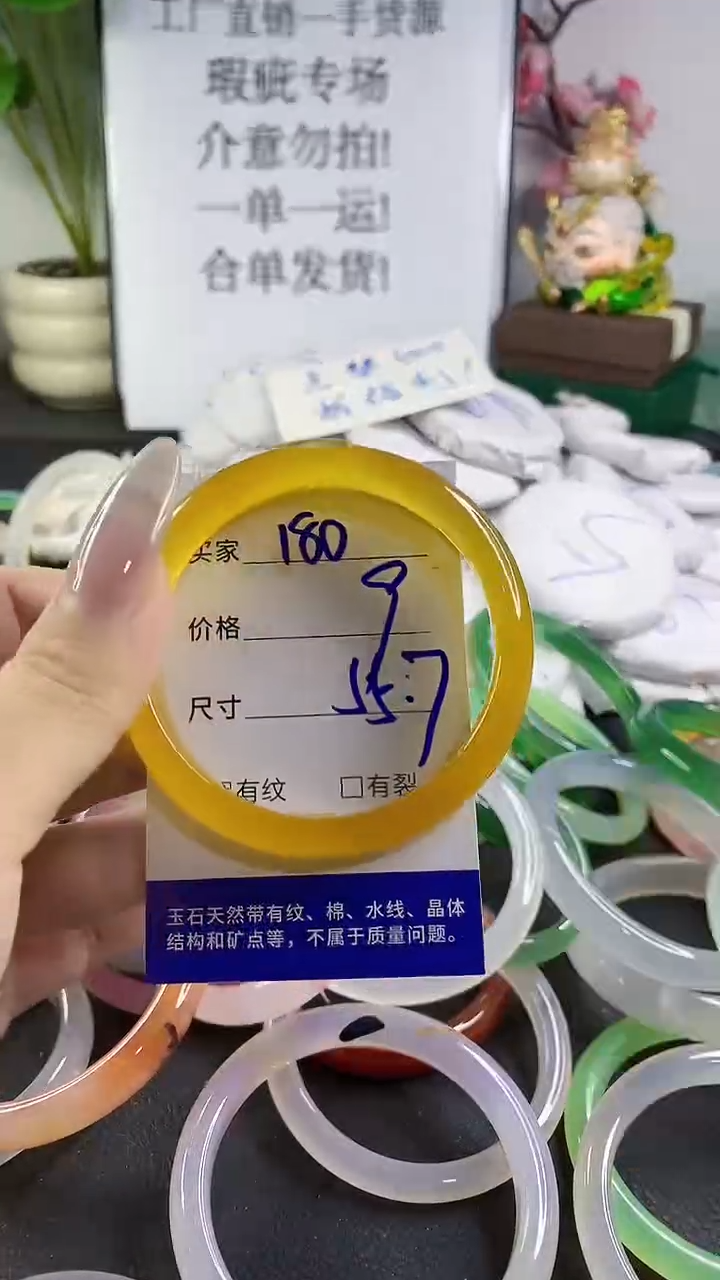 工厂直销一手货源
瑕疵专场
介意勿拍!
一单一运!
合单发货!
买家 180
价格
尺寸 55:7
有纹 □有裂
玉石天然带有纹、棉、水线、晶体
结构和矿点等，不属于质量问题。